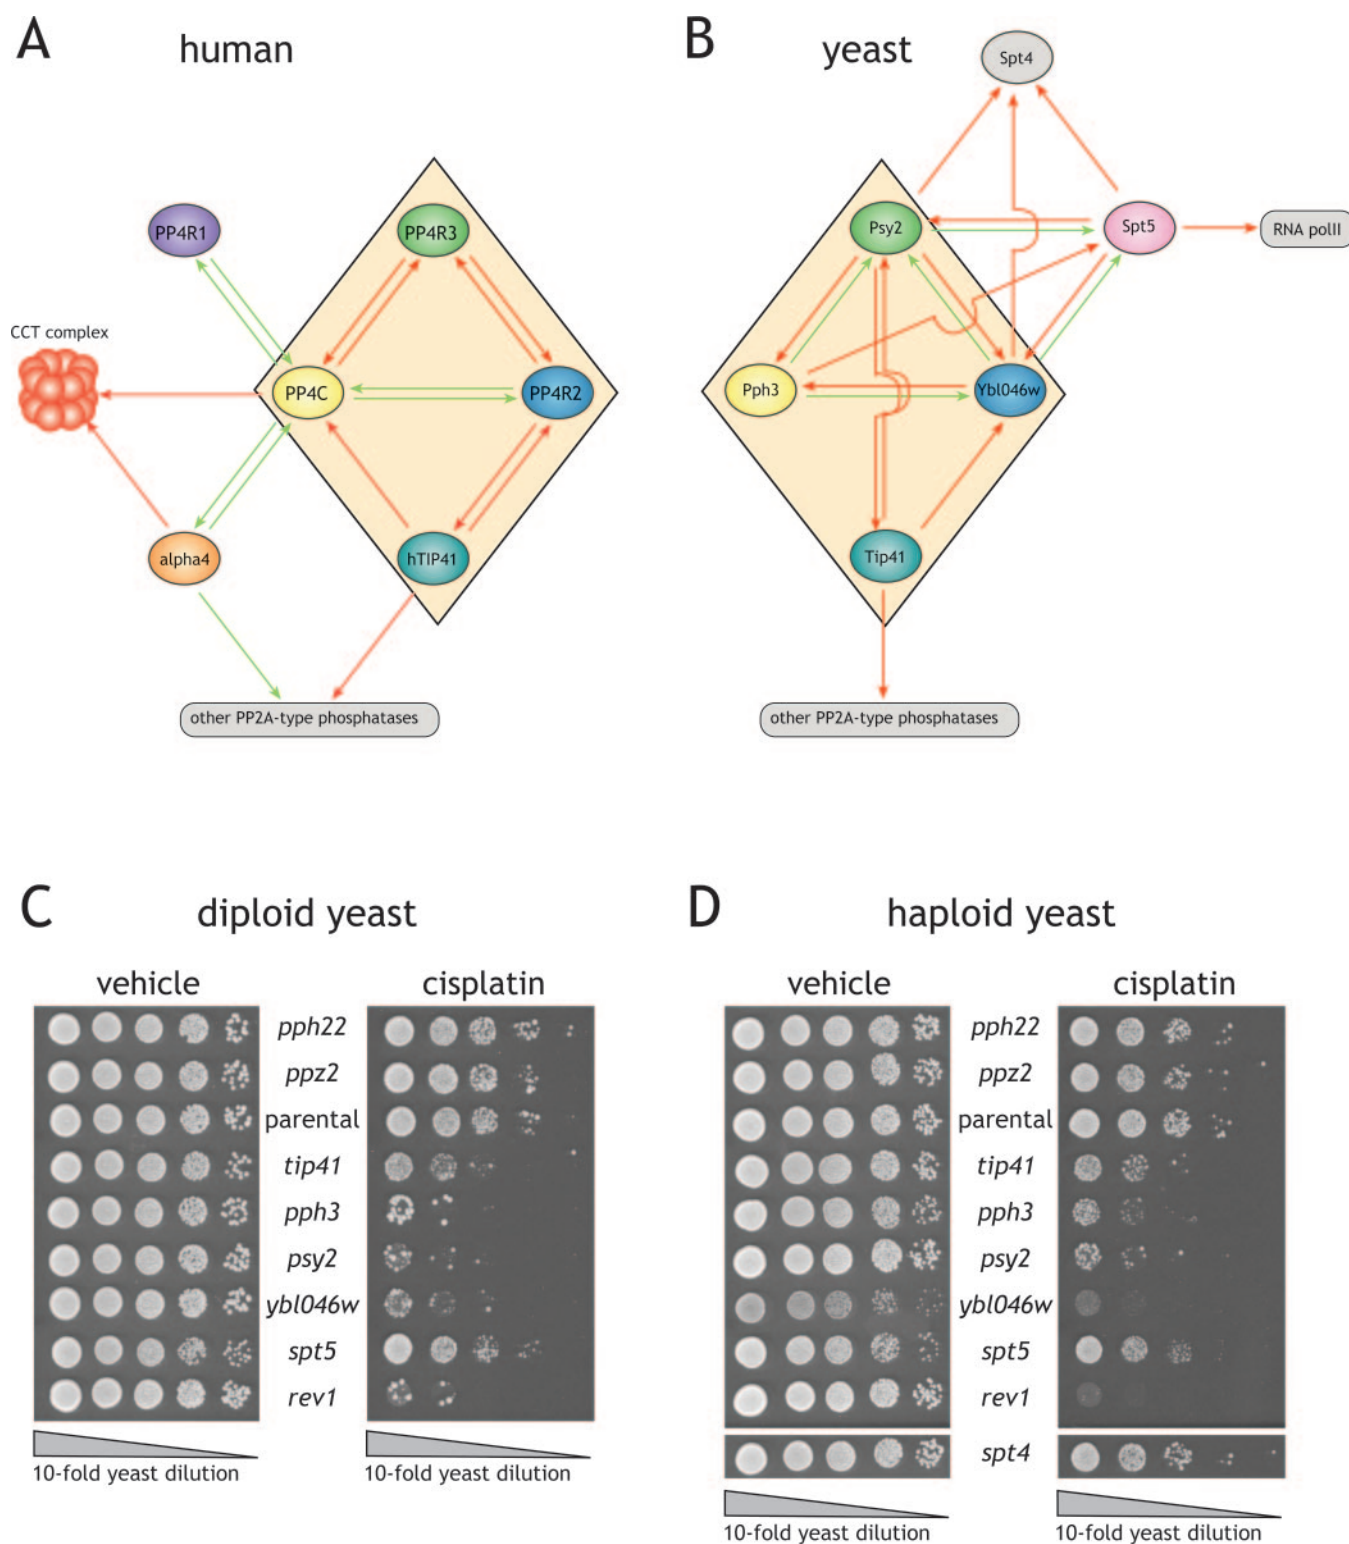 A human
PP4R1
PP4R3
CCT complex
PP4C
PP4R2
alpha4
hTIP41
other PP2A-type phosphatases
B yeast
Spt4
Psy2
Spt5
RNA polII
Pph3
Ybl046w
Tip41
other PP2A-type phosphatases
C diploid yeast
vehicle cisplatin
pph22
ppz2
parental
tip41
pph3
psy2
ybl046w
spt5
rev1
10-fold yeast dilution 10-fold yeast dilution
D haploid yeast
vehicle cisplatin
pph22
ppz2
parental
tip41
pph3
psy2
ybl046w
spt5
rev1
spt4
10-fold yeast dilution 10-fold yeast dilution